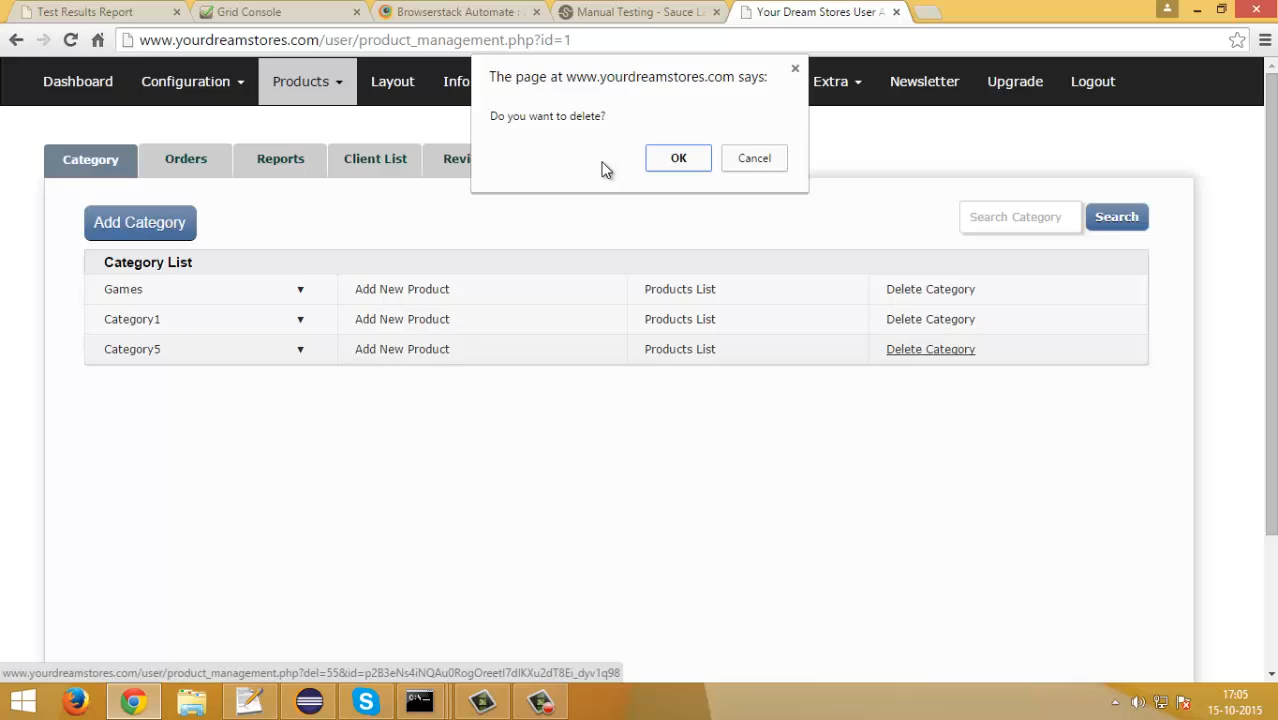 Test Results Report
Grid Console
Browserstack Automate
Manual Testing - Sauce La
Your Dream Stores User A
www.yourdreamstores.com/user/product_management.php?id=1
Dashboard
Configuration
Products
Layout
Info
Extra
Newsletter
Upgrade
Logout
The page at www.yourdreamstores.com says:
Do you want to delete?
OK
Cancel
Category
Orders
Reports
Client List
Revi
Add Category
Search Category
Search
Category List
Games ▼ Add New Product Products List Delete Category
Category1 ▼ Add New Product Products List Delete Category
Category5 ▼ Add New Product Products List Delete Category
17:05
15-10-2015